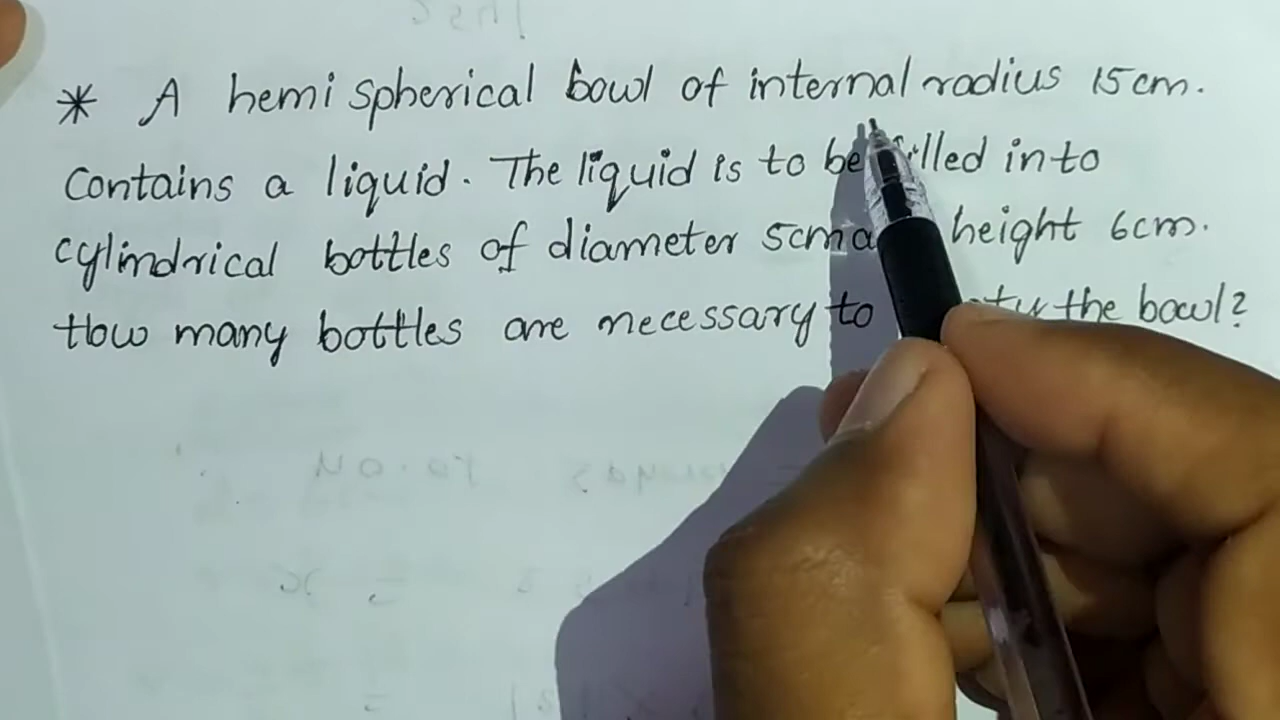 * A hemi spherical bowl of internal radius 15cm.
Contains a liquid. The liquid is to be filled into
cylindrical bottles of diameter 5cm height 6cm.
How many bottles are necessary to the bowl?